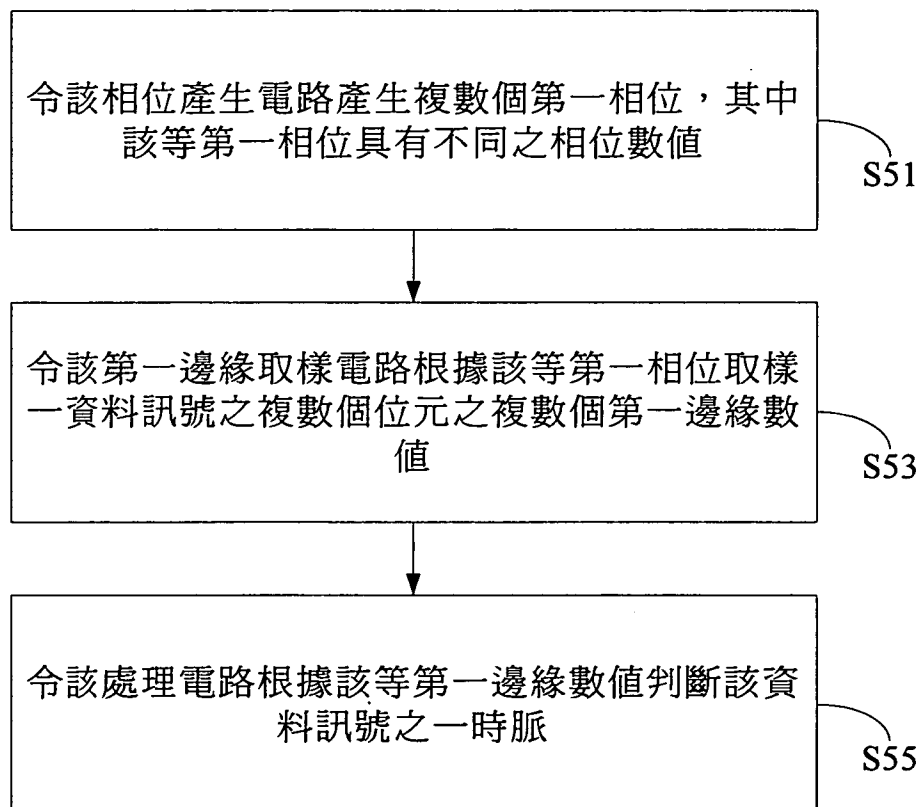 令該相位產生電路產生複數個第一相位，其中
該等第一相位具有不同之相位數值
S51
令該第一邊緣取樣電路根據該等第一相位取樣
一資料訊號之複數個位元之複數個第一邊緣數
值
S53
令該處理電路根據該等第一邊緣數值判斷該資
料訊號之一時脈
S55